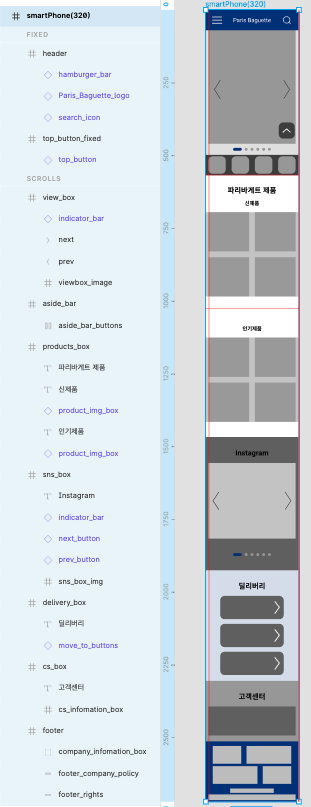 smartPhone(320)
FIXED
header
hamburger_bar
Paris_Baguette_logo
search_icon
top_button_fixed
top_button
SCROLLS
view_box
indicator_bar
next
prev
viewbox_image
aside_bar
aside_bar_buttons
products_box
파리바게트 제품
신제품
product_img_box
인기제품
product_img_box
sns_box
Instagram
indicator_bar
next_button
prev_button
sns_box_img
delivery_box
딜리버리
move_to_buttons
cs_box
고객센터
cs_infomation_box
footer
company_infomation_box
footer_company_policy
footer_rights
0
250
500
750
1000
1250
1500
1750
2000
2250
2500
smartPhone(320)
Paris Baguette
파리바게트 제품
신제품
인기제품
Instagram
딜리버리
고객센터